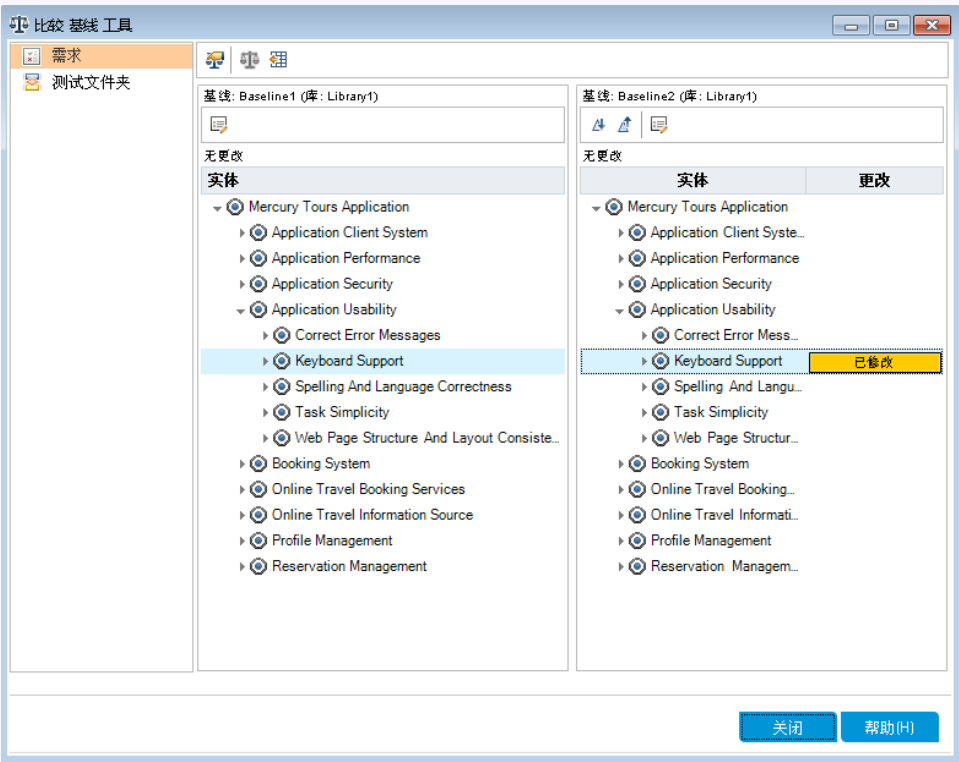 比较 基线 工具
需求
测试文件夹
基线: Baseline1 (库: Library1)
无更改
实体
Mercury Tours Application
Application Client System
Application Performance
Application Security
Application Usability
Correct Error Messages
Keyboard Support
Spelling And Language Correctness
Task Simplicity
Web Page Structure And Layout Consiste...
Booking System
Online Travel Booking Services
Online Travel Information Source
Profile Management
Reservation Management
基线: Baseline2 (库: Library1)
无更改
实体 更改
Mercury Tours Application
Application Client Syste...
Application Performance
Application Security
Application Usability
Correct Error Mess...
Keyboard Support 已修改
Spelling And Langu...
Task Simplicity
Web Page Structur...
Booking System
Online Travel Booking...
Online Travel Informati...
Profile Management
Reservation Managem...
关闭 帮助(H)